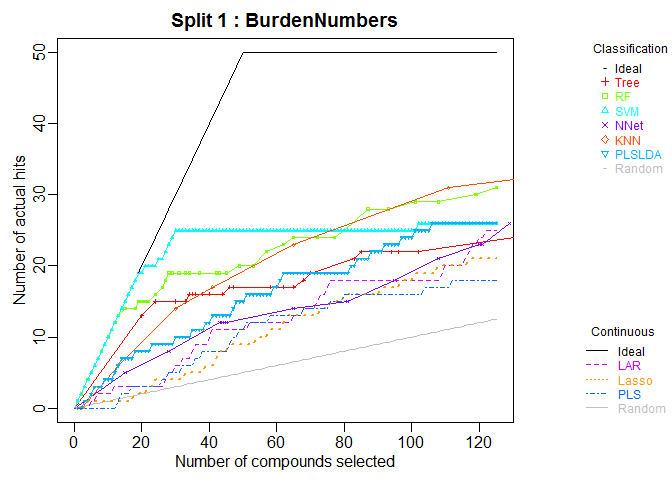 Split 1 : BurdenNumbers
Number of actual hits
50
40
30
20
10
0
0 20 40 60 80 100 120
Number of compounds selected
Classification
Ideal
Tree
RF
SVM
NNet
KNN
PLSLDA
Random
Continuous
Ideal
LAR
Lasso
PLS
Random